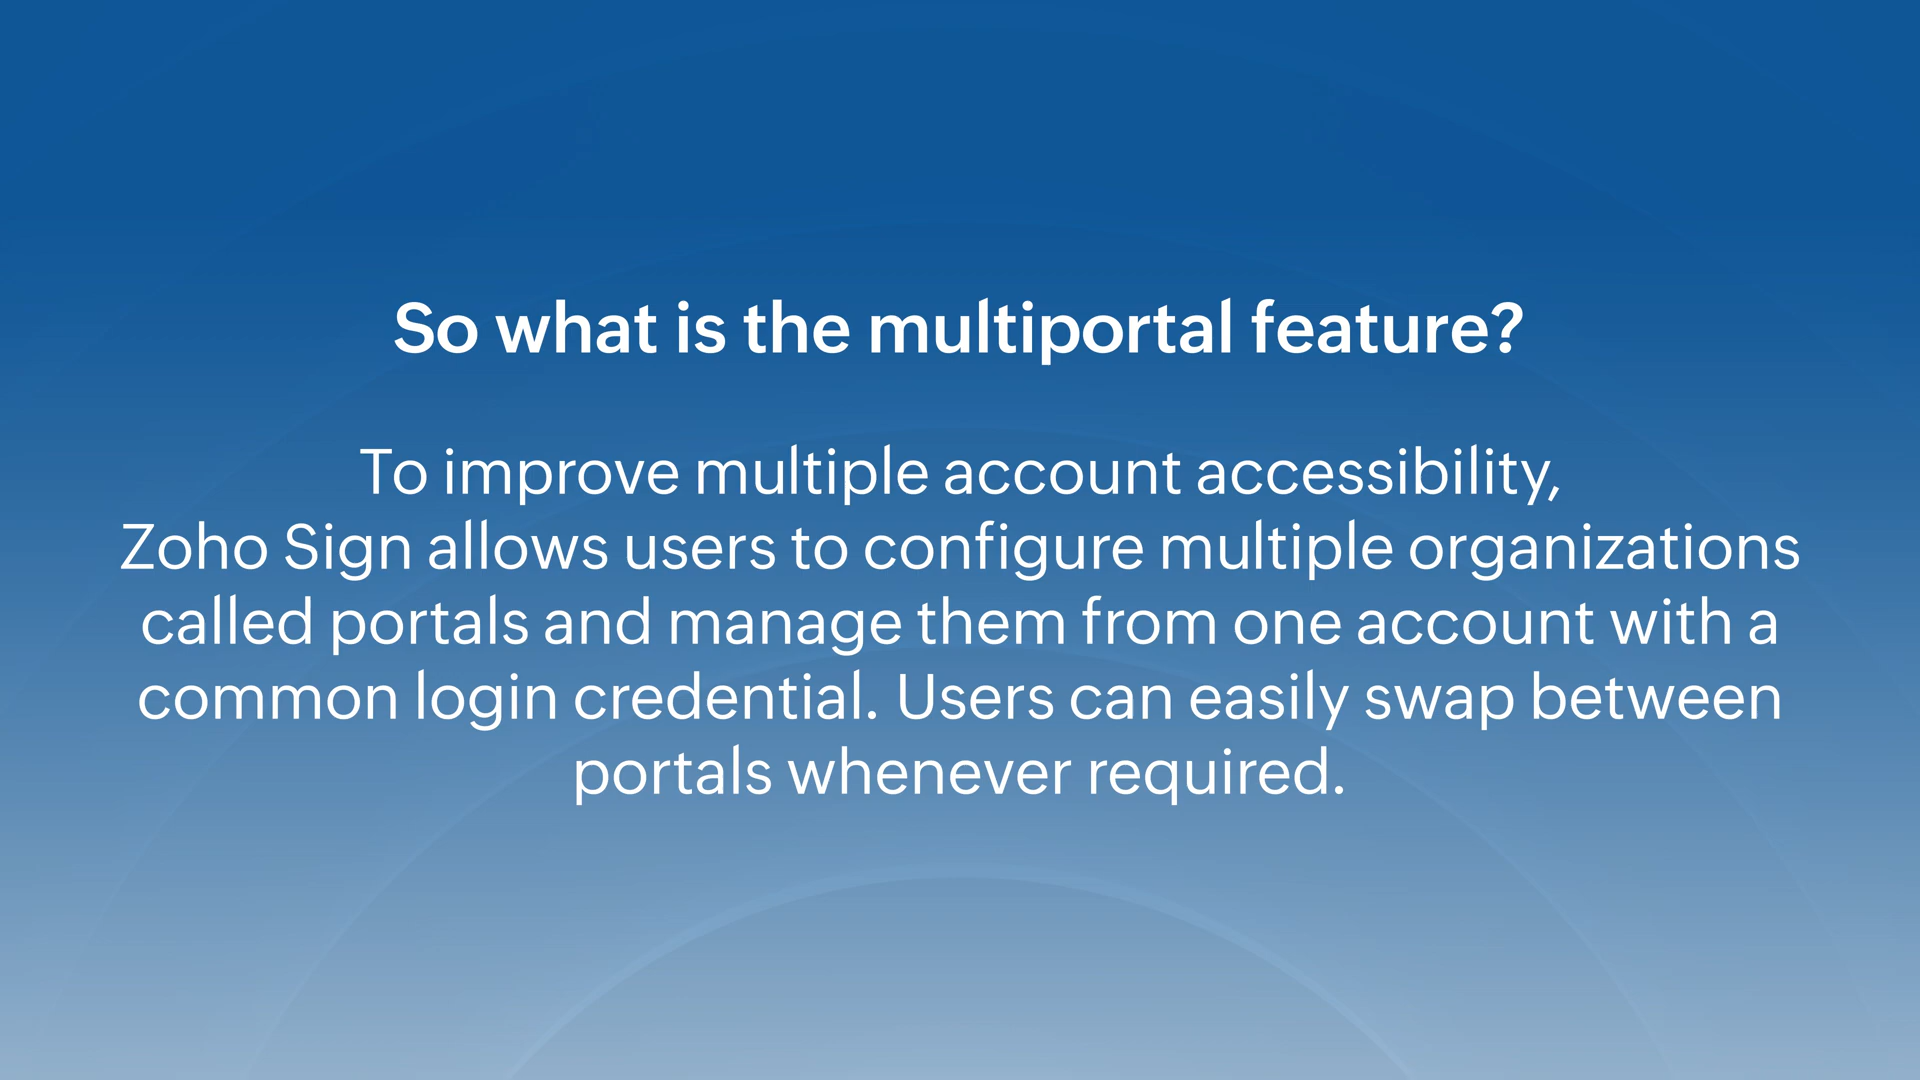 So what is the multiportal feature?
To improve multiple account accessibility,
Zoho Sign allows users to configure multiple organizations
called portals and manage them from one account with a
common login credential. Users can easily swap between
portals whenever required.